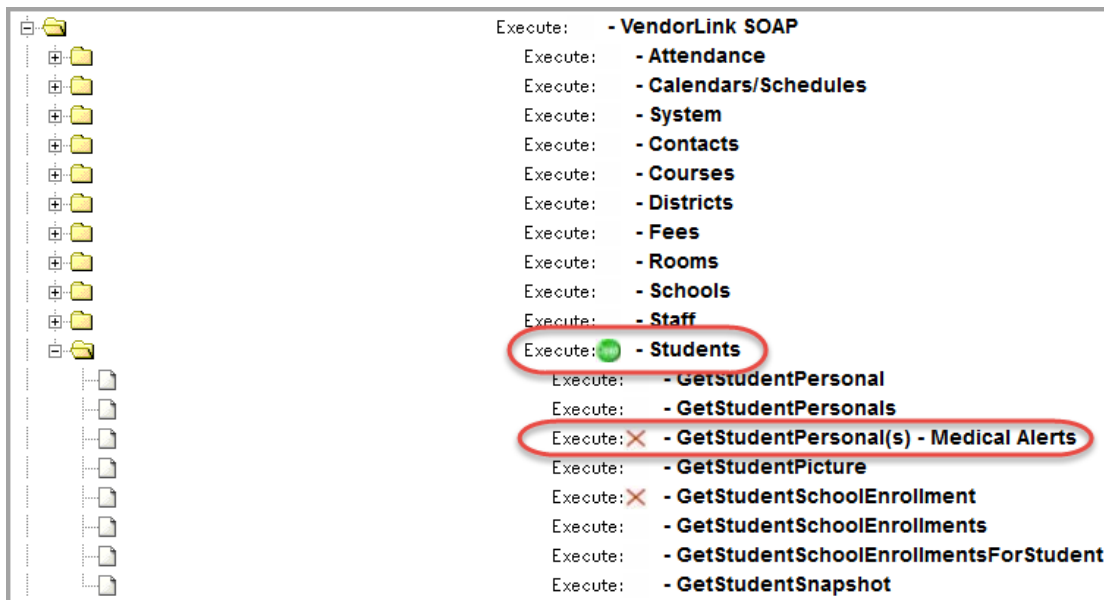 Execute: - VendorLink SOAP
Execute: - Attendance
Execute: - Calendars/Schedules
Execute: - System
Execute: - Contacts
Execute: - Courses
Execute: - Districts
Execute: - Fees
Execute: - Rooms
Execute: - Schools
Execute: - Staff
Execute: - Students
Execute: - GetStudentPersonal
Execute: - GetStudentPersonals
Execute: - GetStudentPersonal(s) - Medical Alerts
Execute: - GetStudentPicture
Execute: - GetStudentSchoolEnrollment
Execute: - GetStudentSchoolEnrollments
Execute: - GetStudentSchoolEnrollmentsForStudent
Execute: - GetStudentSnapshot